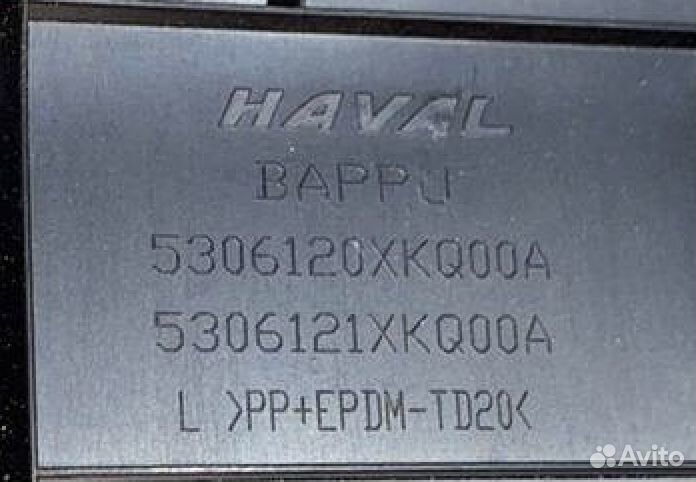 HAVAL
BAPPU
5306120XKQ00A
5306121XKQ00A
L >PP+EPDM-TD20<
Avito